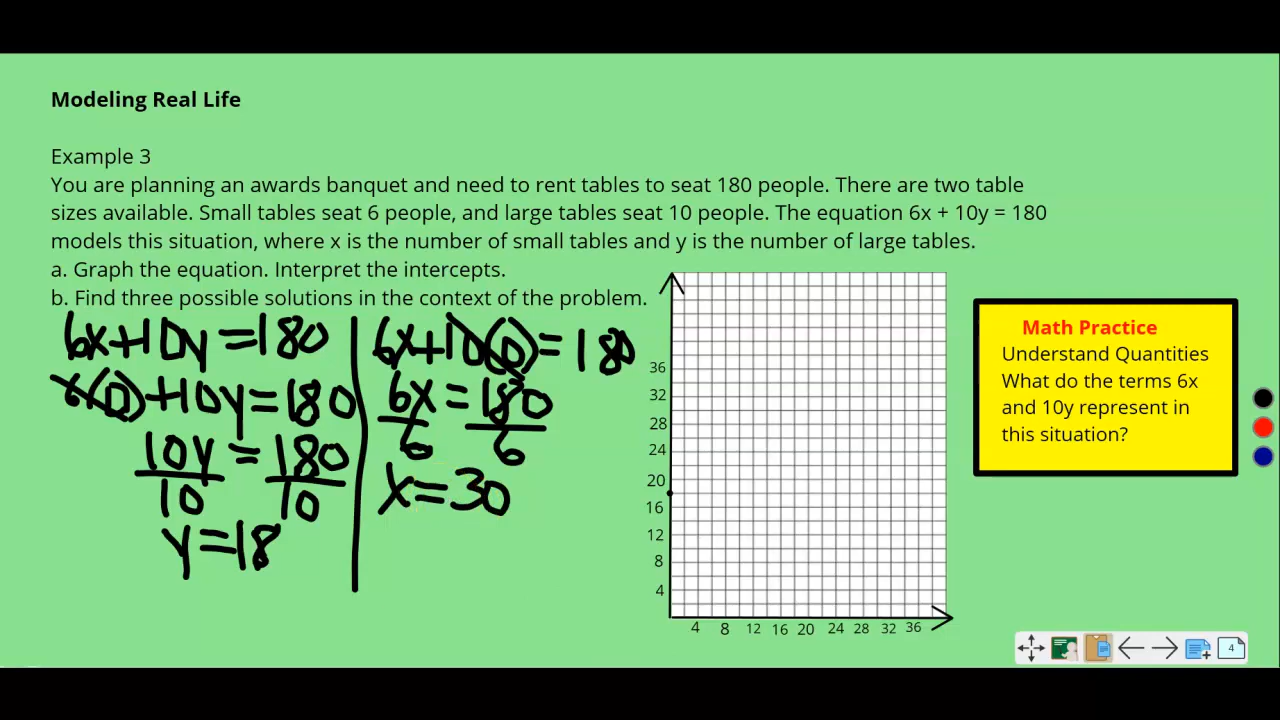 Modeling Real Life
Example 3
You are planning an awards banquet and need to rent tables to seat 180 people. There are two table
sizes available. Small tables seat 6 people, and large tables seat 10 people. The equation 6x + 10y = 180
models this situation, where x is the number of small tables and y is the number of large tables.
a. Graph the equation. Interpret the intercepts.
b. Find three possible solutions in the context of the problem.
6x+10y=180
6(0)+10y=180
10y=180
10 10
y=18
6x+10(0)=180
6x=180
6 6
x=30
36
32
28
24
20
16
12
8
4
4 8 12 16 20 24 28 32 36
Math Practice
Understand Quantities
What do the terms 6x
and 10y represent in
this situation?
4